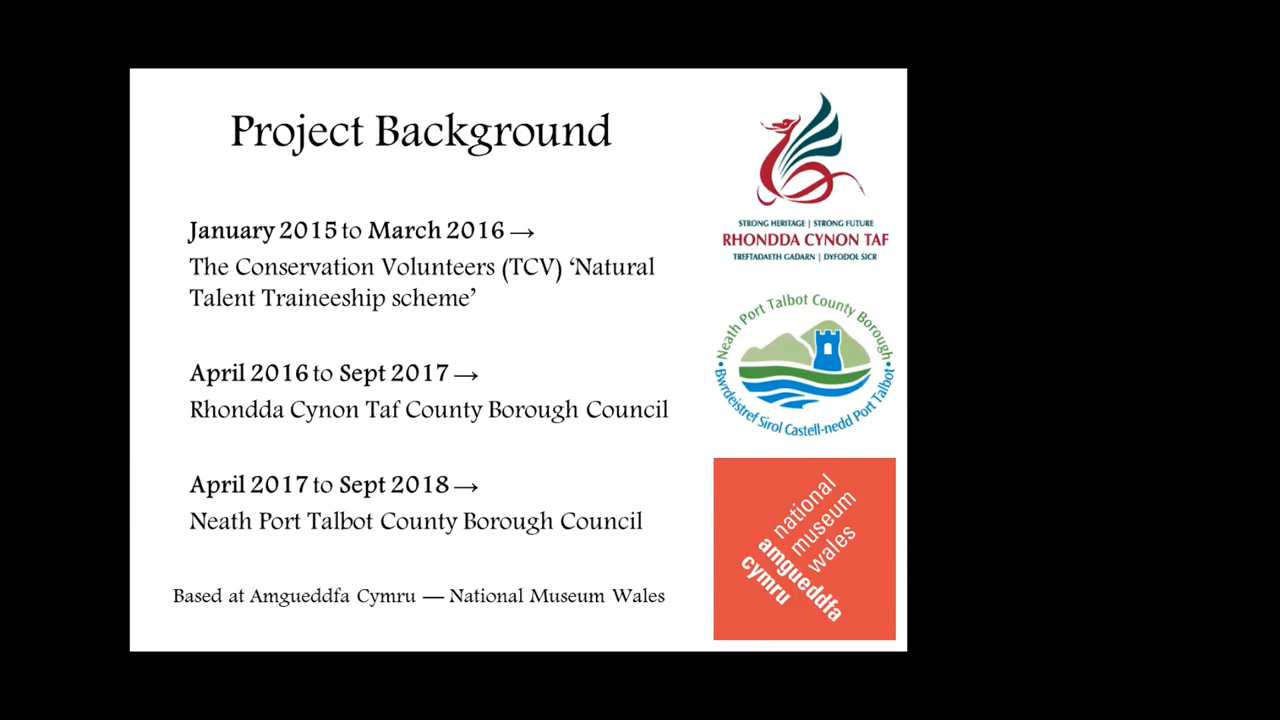 Project Background
January 2015 to March 2016 →
The Conservation Volunteers (TCV) ‘Natural
Talent Traineeship scheme’
April 2016 to Sept 2017 →
Rhondda Cynon Taf County Borough Council
April 2017 to Sept 2018 →
Neath Port Talbot County Borough Council
Based at Amgueddfa Cymru — National Museum Wales
STRONG HERITAGE | STRONG FUTURE
RHONDDA CYNON TAF
TREFTADAETH GADARN | DYFODOL SICR
Neath Port Talbot County Borough
Bwrdeistref Sirol Castell-nedd Port Talbot
national
museum
wales
amgueddfa
cymru